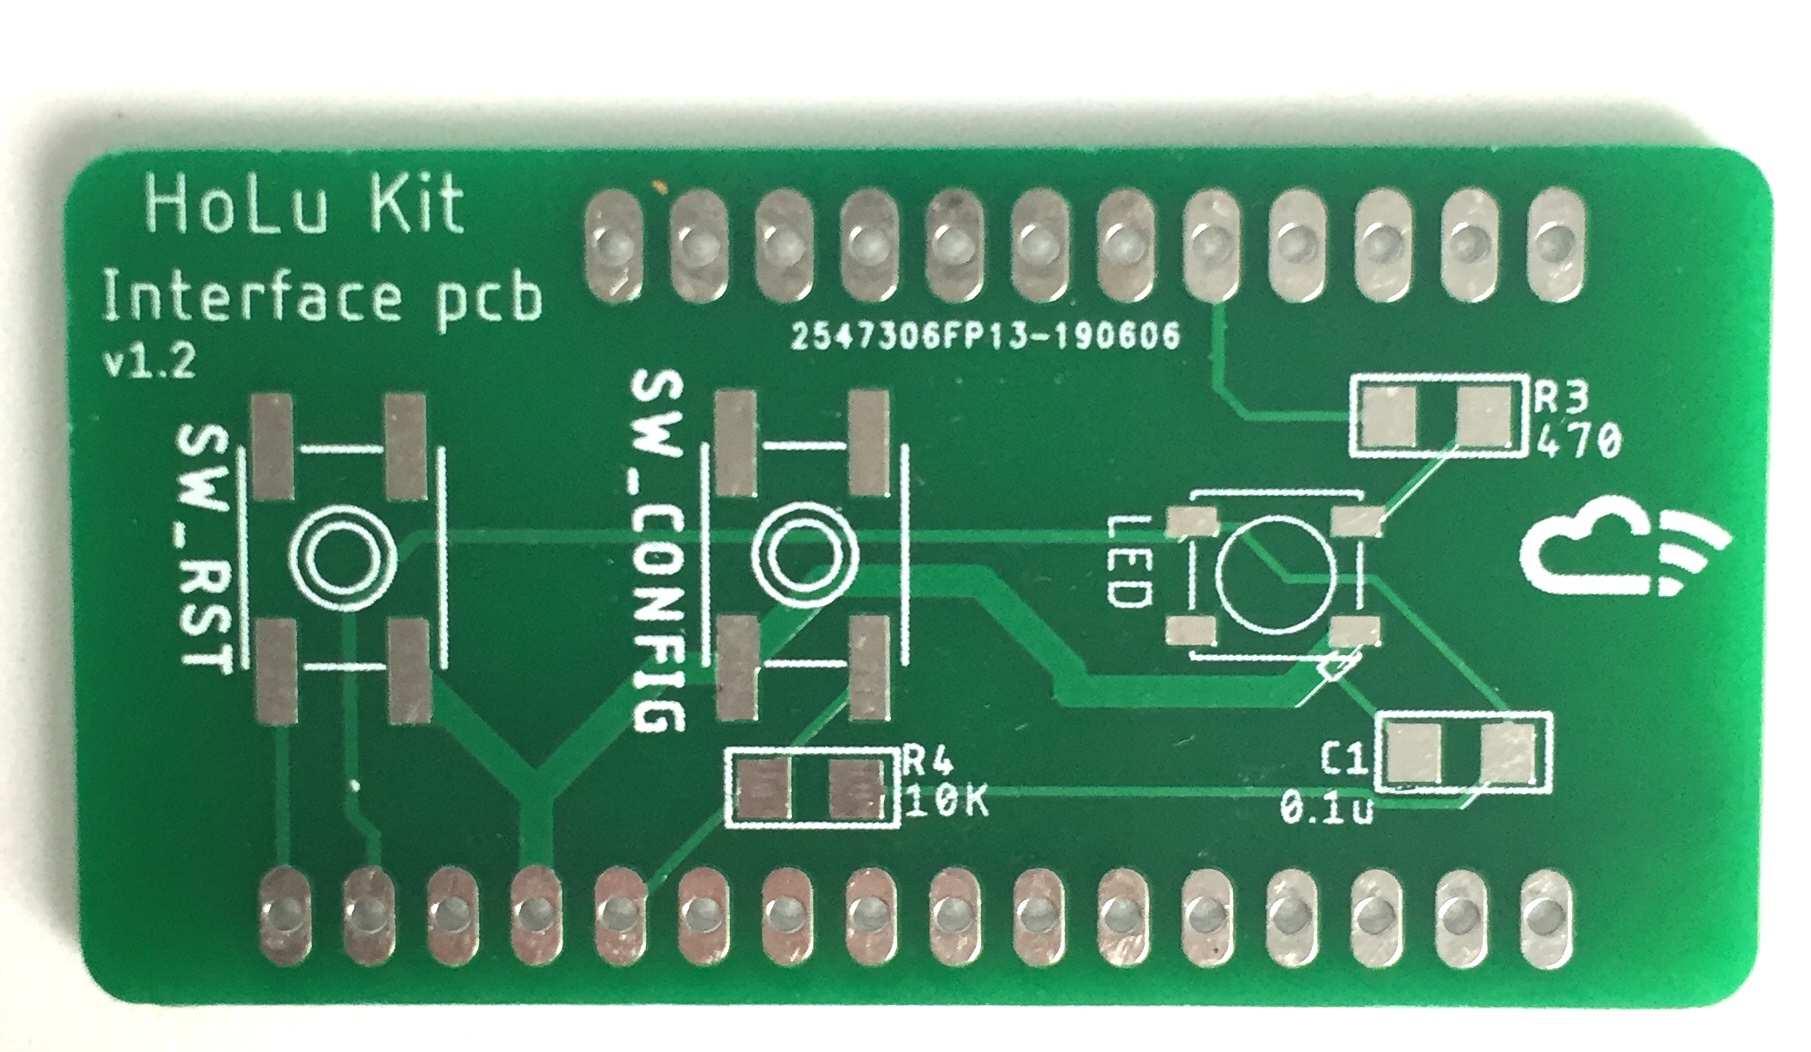 HoLu Kit
Interface pcb
v1.2
2547306FP13-190606
SW_RST
SW_CONFIG
R3
470
LED
R4
10K
C1
0.1u